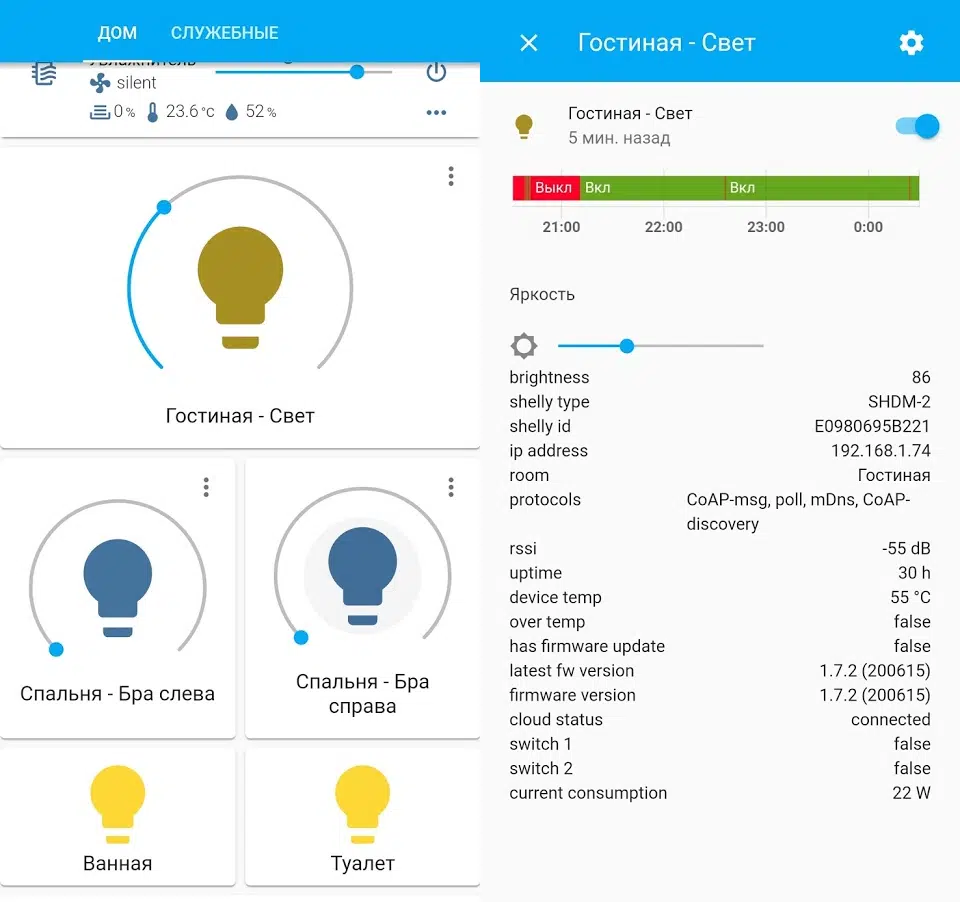 ДОМ СЛУЖЕБНЫЕ
Увлажнитель
silent
0 % 23.6 °C 52 %
Гостиная - Свет
Спальня - Бра слева
Спальня - Бра
справа
Ванная
Туалет
Гостиная - Свет
Гостиная - Свет
5 мин. назад
Выкл Вкл Вкл
21:00 22:00 23:00 0:00
Яркость
brightness 86
shelly type SHDM-2
shelly id E0980695B221
ip address 192.168.1.74
room Гостиная
protocols CoAP-msg, poll, mDns, CoAP-
discovery
rssi -55 dB
uptime 30 h
device temp 55 °C
over temp false
has firmware update false
latest fw version 1.7.2 (200615)
firmware version 1.7.2 (200615)
cloud status connected
switch 1 false
switch 2 false
current consumption 22 W